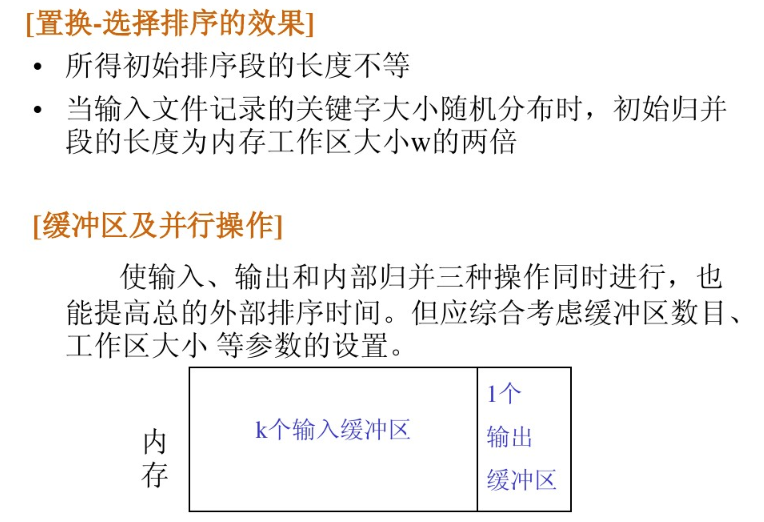 [置换-选择排序的效果]
• 所得初始排序段的长度不等
• 当输入文件记录的关键字大小随机分布时，初始归并
段的长度为内存工作区大小w的两倍
[缓冲区及并行操作]
使输入、输出和内部归并三种操作同时进行，也
能提高总的外部排序时间。但应综合考虑缓冲区数目、
工作区大小 等参数的设置。
内
存
k个输入缓冲区
1个
输出
缓冲区